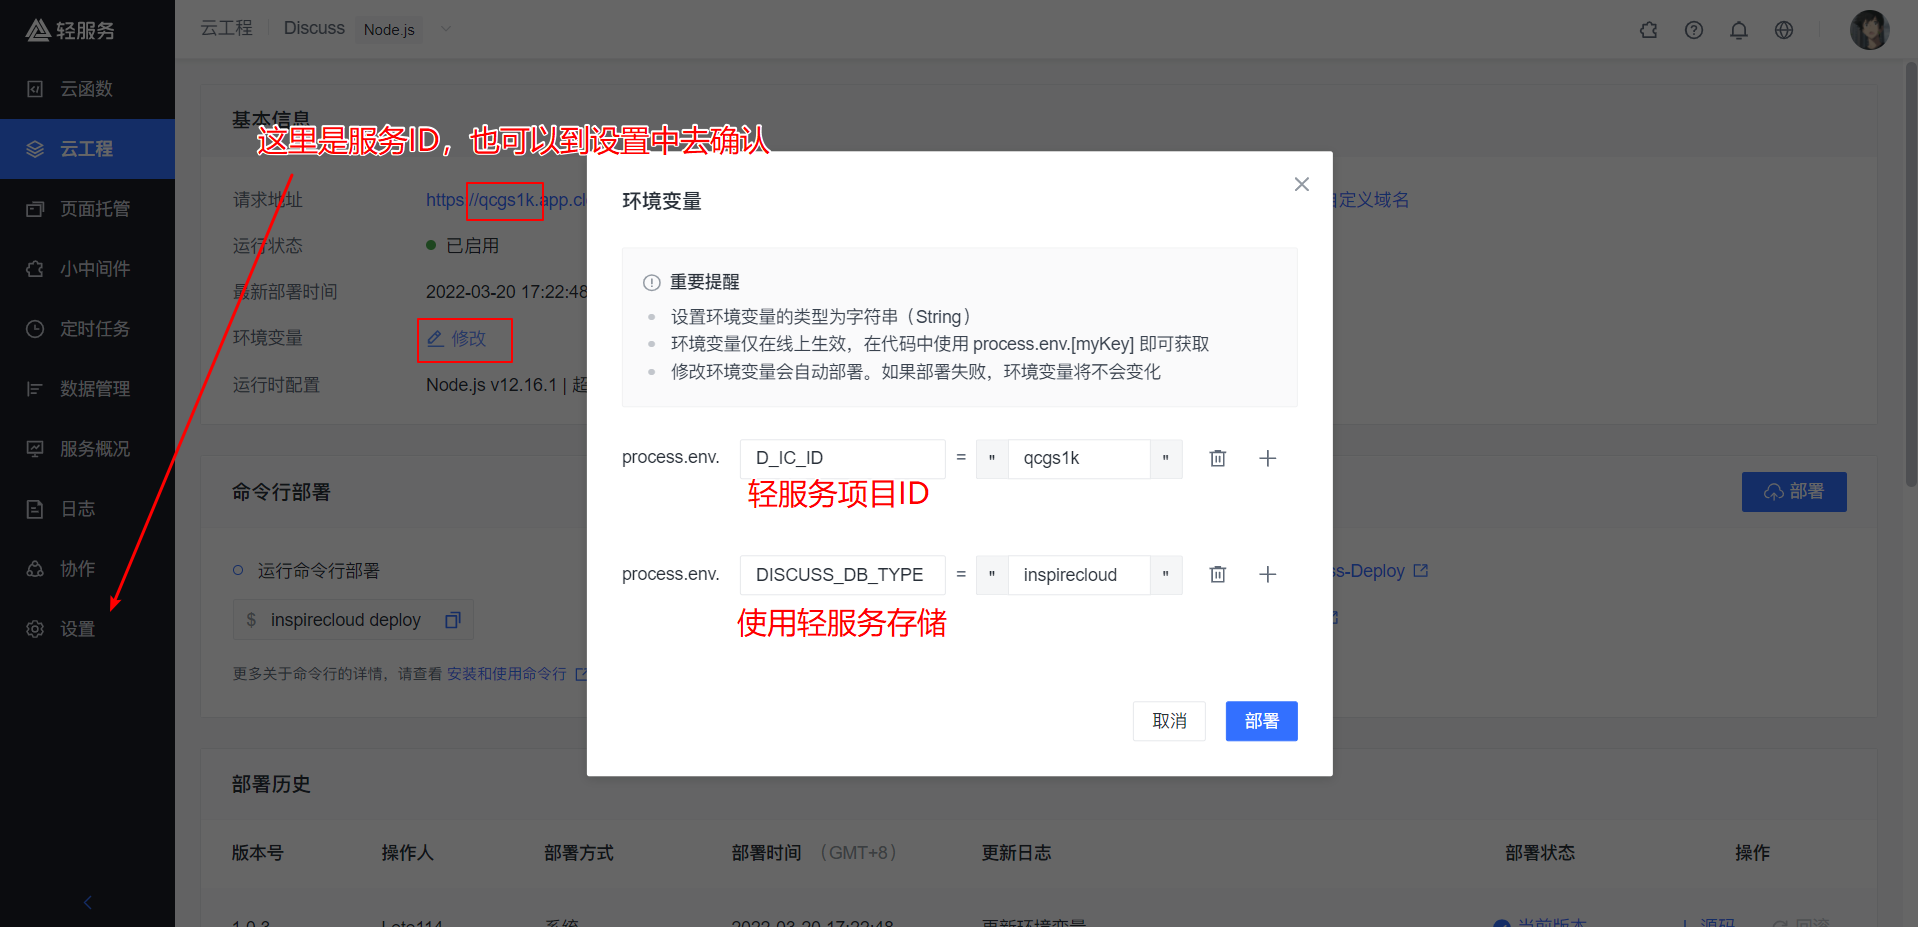 轻服务
云工程
Discuss
Node.js
云函数
云工程
页面托管
小中间件
定时任务
数据管理
服务概况
日志
协作
设置
基本信息
这里是服务ID，也可以到设置中去确认
请求地址
https://qcgs1k.app.cl
自定义域名
运行状态
已启用
最新部署时间
2022-03-20 17:22:48
环境变量
修改
运行时配置
Node.js v12.16.1 | 超
命令行部署
部署
运行命令行部署
ss-Deploy
$ inspirecloud deploy
更多关于命令行的详情，请查看 安装和使用命令行
环境变量
重要提醒
设置环境变量的类型为字符串（String）
环境变量仅在线上生效，在代码中使用 process.env.[myKey] 即可获取
修改环境变量会自动部署。如果部署失败，环境变量将不会变化
process.env. D_IC_ID = " qcgs1k "
轻服务项目ID
process.env. DISCUSS_DB_TYPE = " inspirecloud "
使用轻服务存储
取消
部署
部署历史
版本号 操作人 部署方式 部署时间 （GMT+8） 更新日志 部署状态 操作
1.0.3 Lete114 系统 2022-03-20 17:22:48 更新环境变量 当前版本 源码 回滚